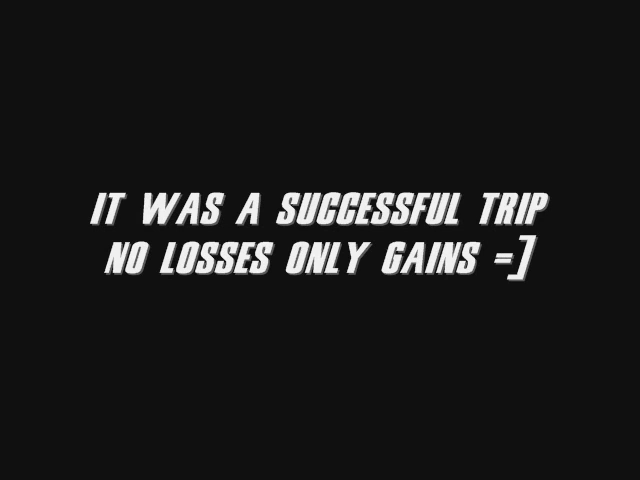 IT WAS A SUCCESSFUL TRIP
NO LOSSES ONLY GAINS =]